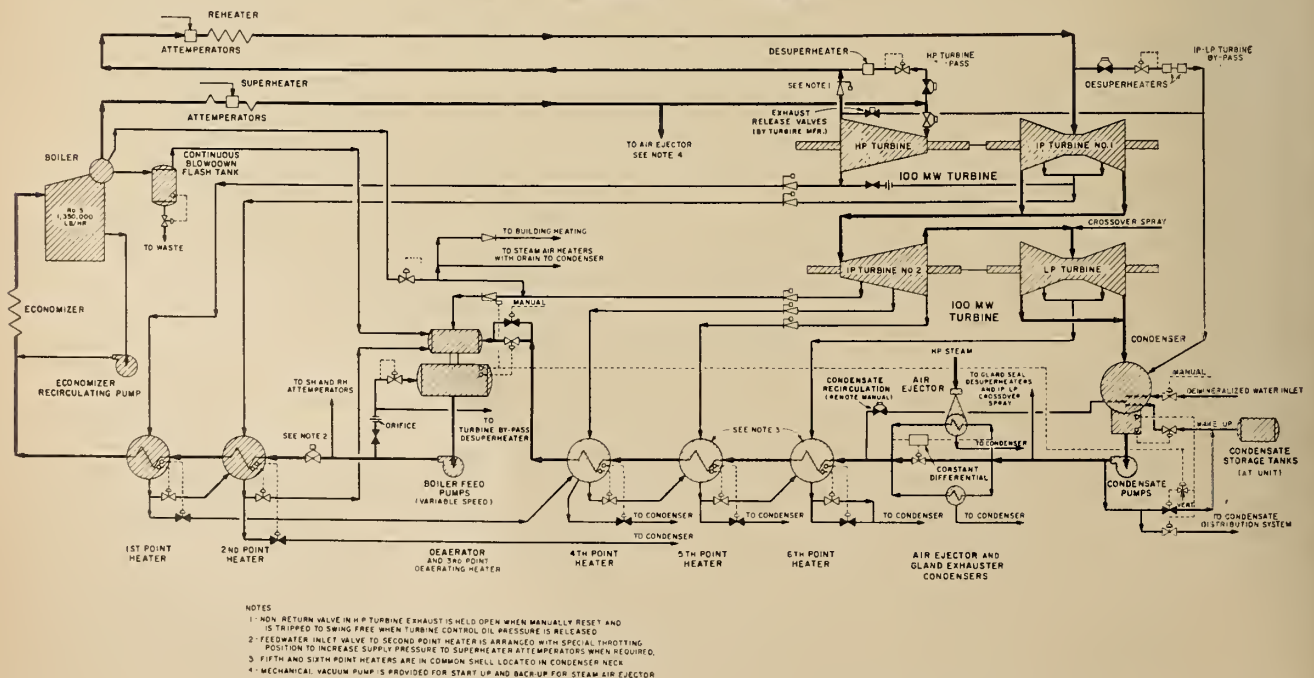 REHEATER
ATTEMPERATORS
SUPERHEATER
ATTEMPERATORS
DESUPERHEATER
HP TURBINE
-PASS
IP-LP TURBINE
BY-PASS
DESUPERHEATERS
SEE NOTE 1
EXHAUST
RELEASE VALVES
(BY TURBINE MFR.)
TO AIR EJECTOR
SEE NOTE 4
BOILER
CONTINUOUS
BLOWDOWN
FLASH TANK
NO 5
1,350,000
LB/HR
TO WASTE
HP TURBINE
IP TURBINE NO.1
100 MW TURBINE
CROSSOVER SPRAY
TO BUILDING HEATING
TO STEAM AIR HEATERS
WITH DRAIN TO CONDENSER
IP TURBINE NO 2
LP TURBINE
100 MW
TURBINE
ECONOMIZER
MANUAL
CONDENSER
ECONOMIZER
RECIRCULATING PUMP
TO SH AND RH
ATTEMPERATORS
HP STEAM
AIR
EJECTOR
TO GLAND SEAL
DESUPERHEATERS
AND IP LP
CROSSOVER
SPRAY
MANUAL
DEMINERALIZED WATER INLET
CONDENSATE
RECIRCULATION
(REMOTE MANUAL)
SEE NOTE 2
ORIFICE
TO
TURBINE BY-PASS
DESUPERHEATER
SEE NOTE 3
TO CONDENSER
CONSTANT
DIFFERENTIAL
MAKE-UP
CONDENSATE
STORAGE TANKS
(AT UNIT)
BOILER FEED
PUMPS
(VARIABLE SPEED)
CONDENSATE
PUMPS
VENT
TO CONDENSER
TO CONDENSER
TO CONDENSER
TO CONDENSER
TO CONDENSER
TO CONDENSATE
DISTRIBUTION SYSTEM
1ST POINT
HEATER
2ND POINT
HEATER
DEAERATOR
AND 3RD POINT
DEAERATING HEATER
4TH POINT
HEATER
5TH POINT
HEATER
6TH POINT
HEATER
AIR EJECTOR AND
GLAND EXHAUSTER
CONDENSERS
NOTES
1 - NON RETURN VALVE IN H P TURBINE EXHAUST IS HELD OPEN WHEN MANUALLY RESET AND
IS TRIPPED TO SWING FREE WHEN TURBINE CONTROL OIL PRESSURE IS RELEASED
2 - FEEDWATER INLET VALVE TO SECOND POINT HEATER IS ARRANGED WITH SPECIAL THROTTING
POSITION TO INCREASE SUPPLY PRESSURE TO SUPERHEATER ATTEMPERATORS WHEN REQUIRED,
3 FIFTH AND SIXTH POINT HEATERS ARE IN COMMON SHELL LOCATED IN CONDENSER NECK
4 - MECHANICAL VACUUM PUMP IS PROVIDED FOR START UP AND BACK-UP FOR STEAM AIR EJECTOR